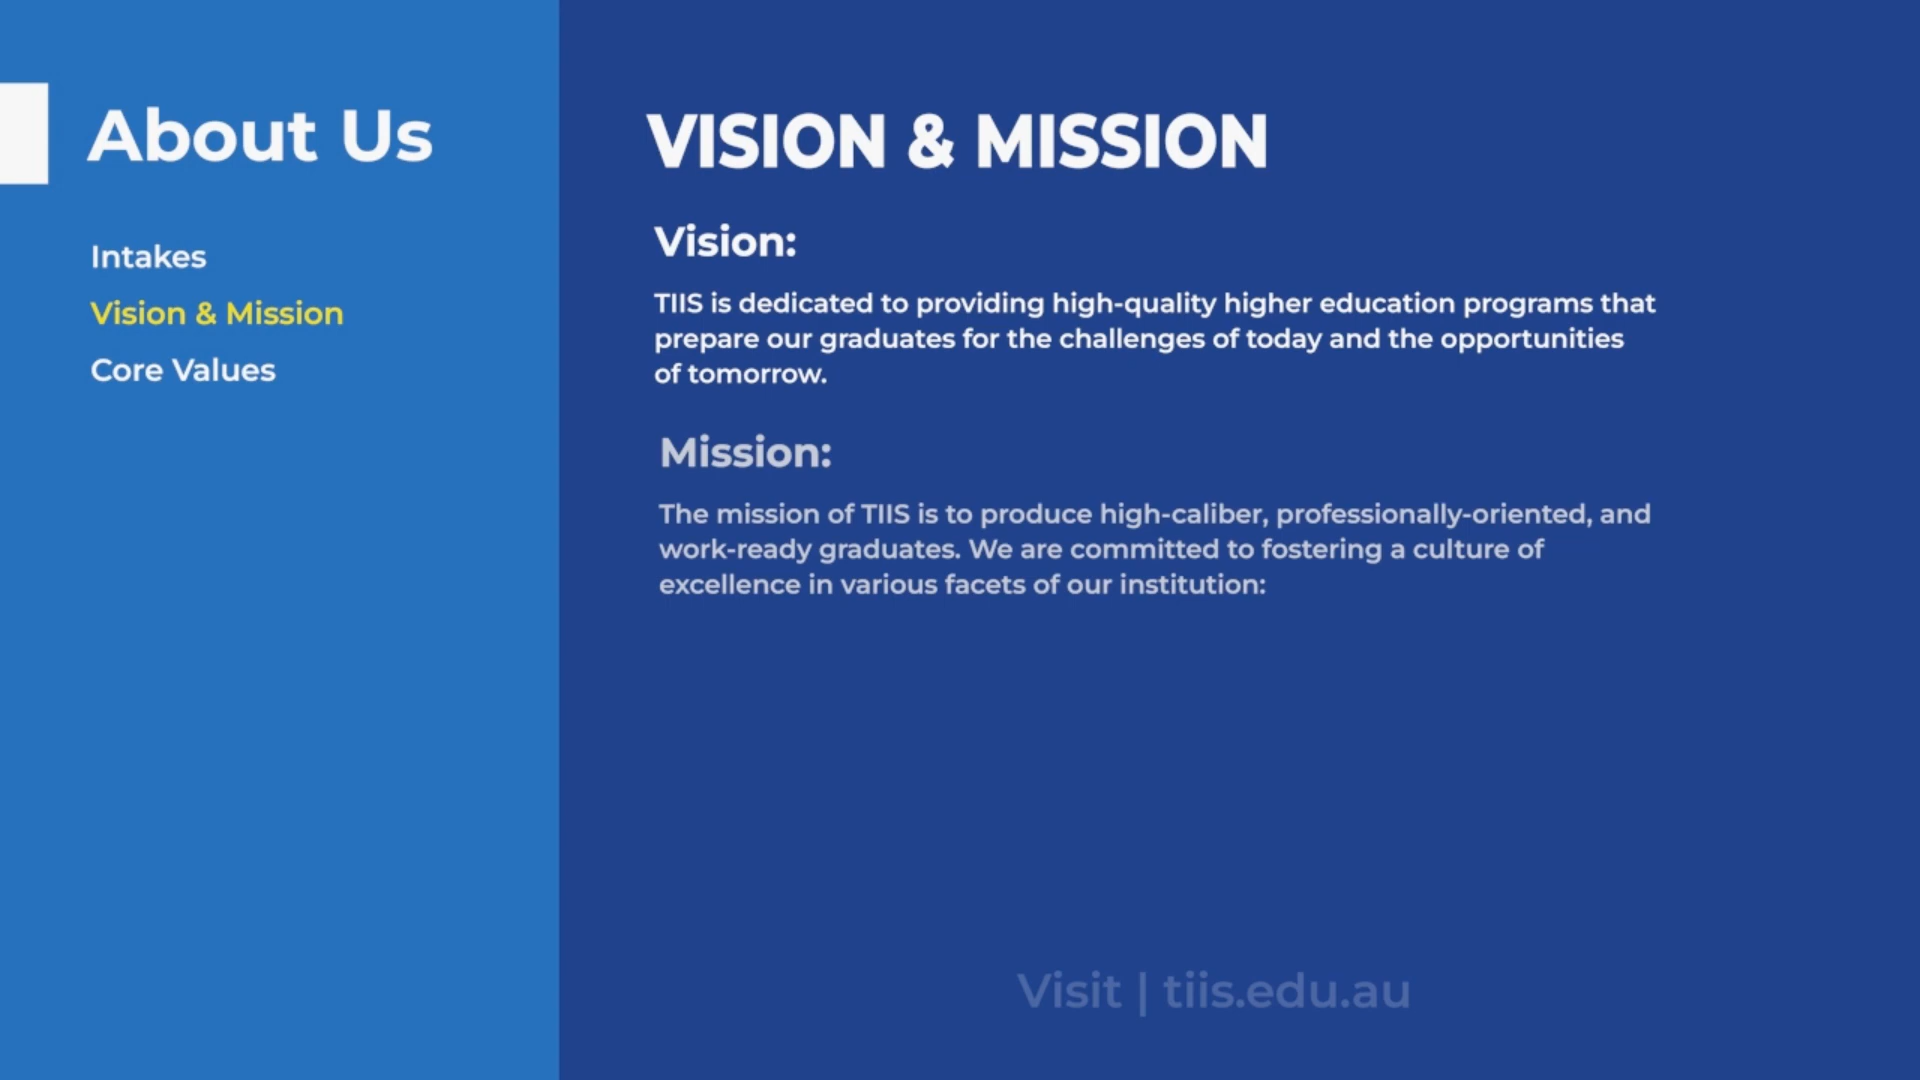 About Us
Intakes
Vision & Mission
Core Values
VISION & MISSION
Vision:
TIIS is dedicated to providing high-quality higher education programs that
prepare our graduates for the challenges of today and the opportunities
of tomorrow.
Mission:
The mission of TIIS is to produce high-caliber, professionally-oriented, and
work-ready graduates. We are committed to fostering a culture of
excellence in various facets of our institution:
Visit | tiis.edu.au